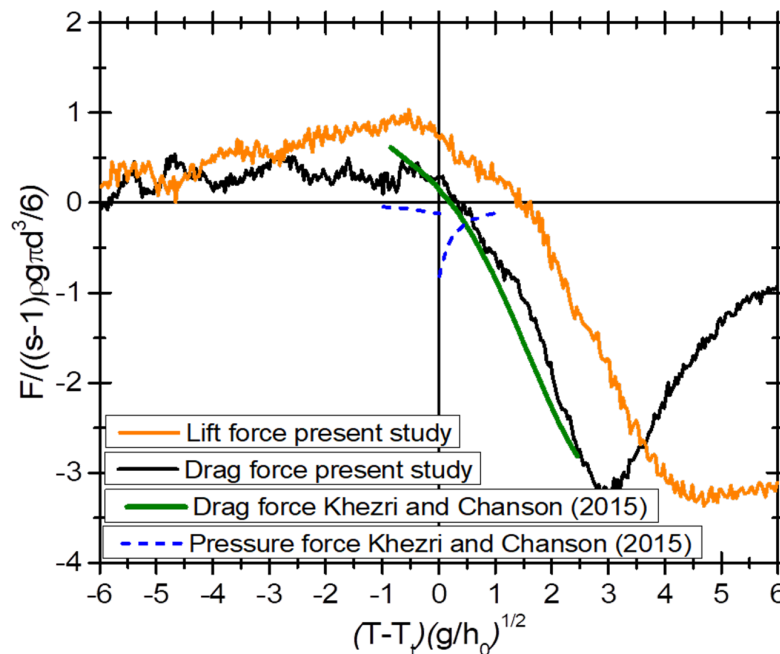 F/((s-1)ρgπd³/6)
2
1
0
-1
-2
-3
-4
Lift force present study
Drag force present study
Drag force Khezri and Chanson (2015)
Pressure force Khezri and Chanson (2015)
-6 -5 -4 -3 -2 -1 0 1 2 3 4 5 6
(T-Tₜ)(g/h₀)^1/2